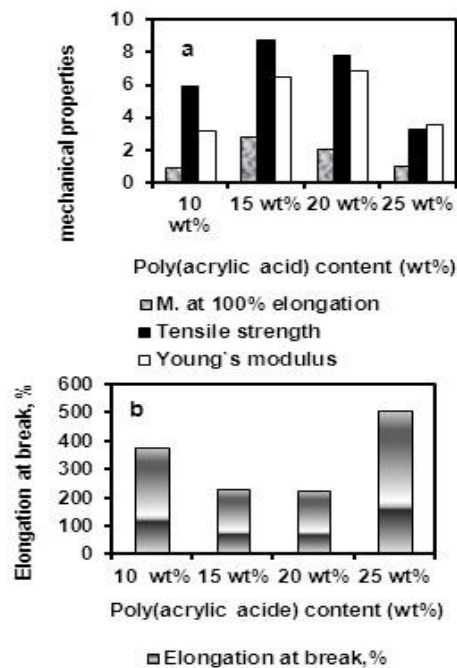 10
8
6
4
2
0
a
mechanical properties
10 wt%
15 wt%
20 wt%
25 wt%
Poly(acrylic acid) content (wt%)
M. at 100% elongation
Tensile strength
Young`s modulus
600
500
400
300
200
100
0
b
Elongation at break, %
10 wt%
15 wt%
20 wt%
25 wt%
Poly(acrylic acide) content (wt%)
Elongation at break,%